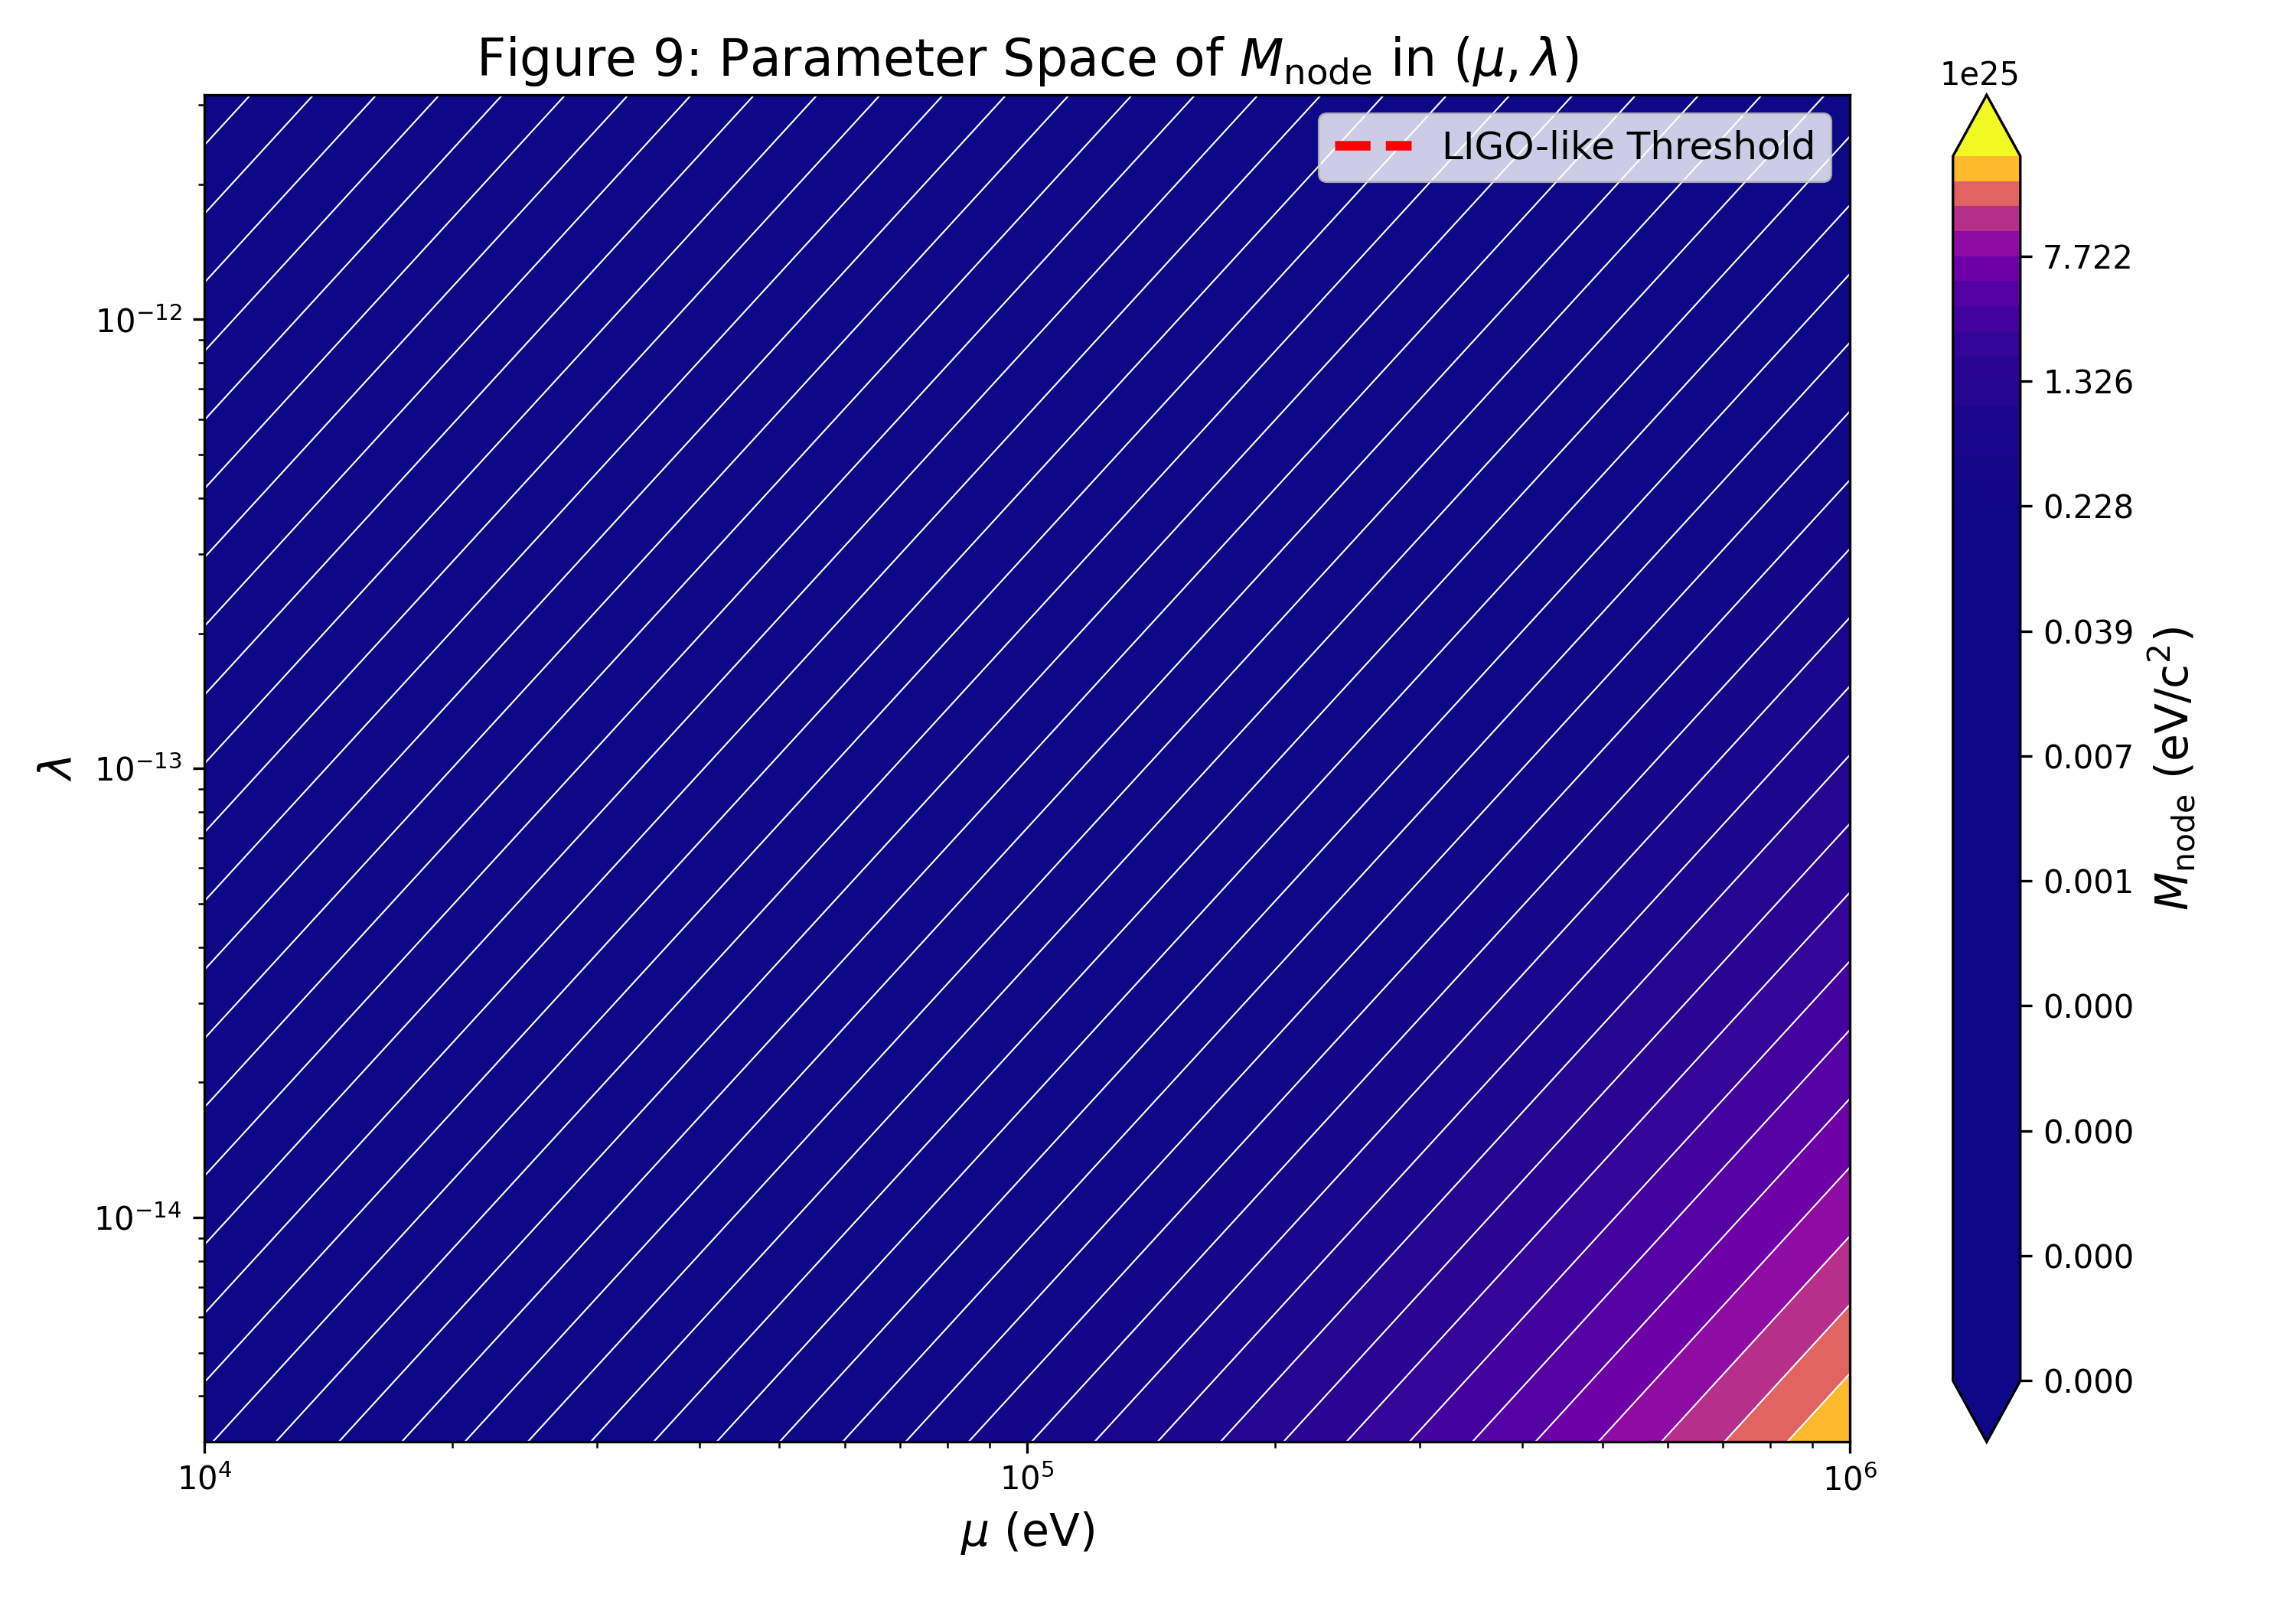 Figure 9: Parameter Space of M_node in (μ, λ)
1e25
LIGO-like Threshold
10⁻¹²
10⁻¹³
10⁻¹⁴
λ
10⁴
10⁵
10⁶
μ (eV)
7.722
1.326
0.228
0.039
0.007
0.001
0.000
0.000
0.000
0.000
M_node (eV/c²)